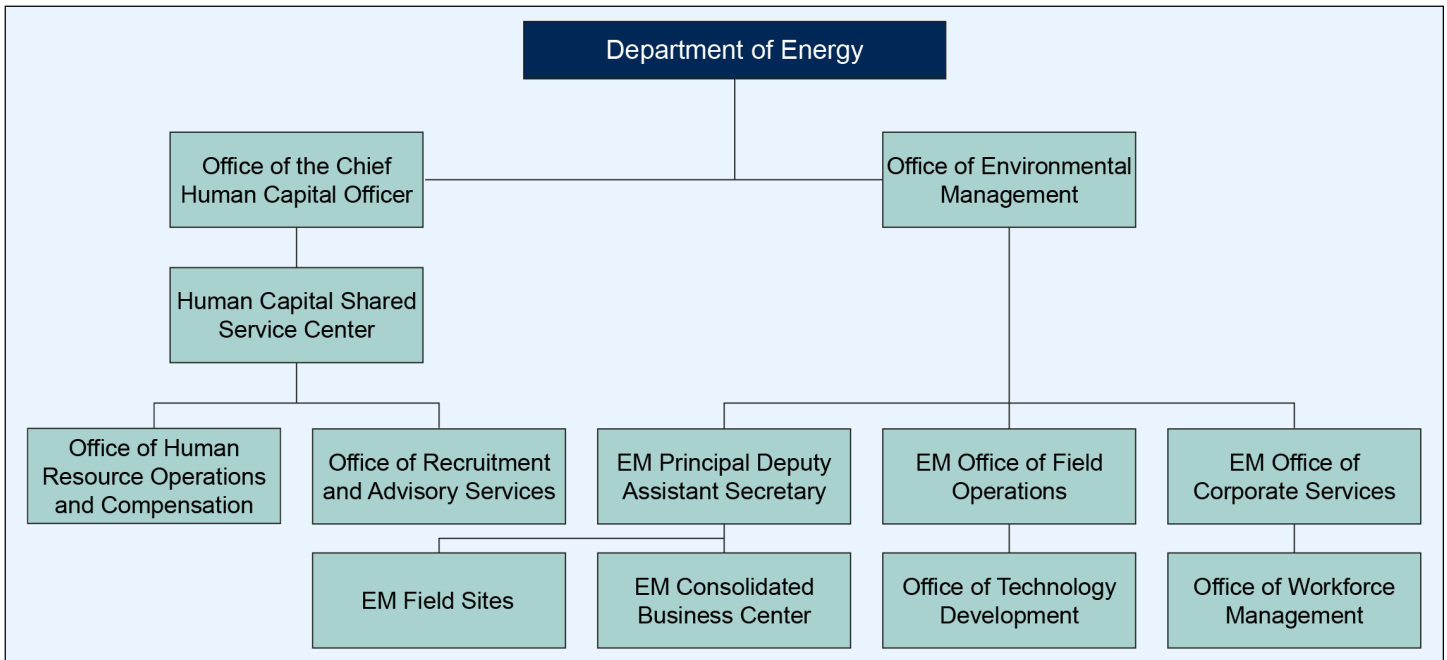 Department of Energy
Office of the Chief
Human Capital Officer
Office of Environmental
Management
Human Capital Shared
Service Center
Office of Human
Resource Operations
and Compensation
Office of Recruitment
and Advisory Services
EM Principal Deputy
Assistant Secretary
EM Office of Field
Operations
EM Office of
Corporate Services
EM Field Sites
EM Consolidated
Business Center
Office of Technology
Development
Office of Workforce
Management